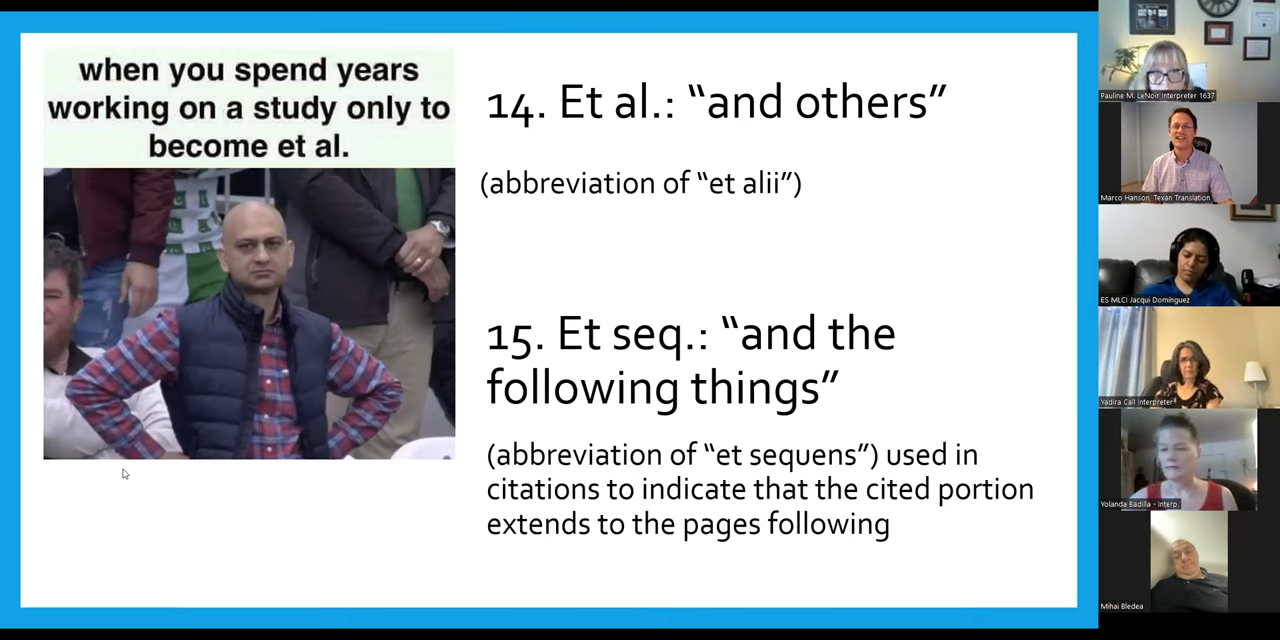 when you spend years
working on a study only to
become et al.
14. Et al.: “and others”
(abbreviation of “et alii”)
15. Et seq.: “and the
following things”
(abbreviation of “et sequens”) used in
citations to indicate that the cited portion
extends to the pages following
Pauline M. LeNoir Interpreter 1637
Marco Hanson, Texan Translation
ES MLCI Jacqui Domínguez
Yadira Call Interpreter
Yolanda Badilla - Interp.
Mihai Bledea